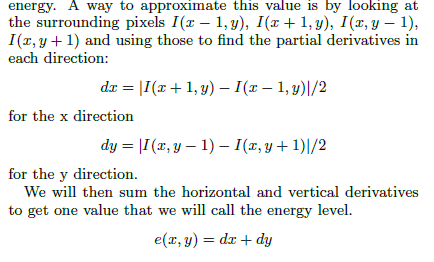 energy. A way to approximate this value is by looking at
the surrounding pixels I(x − 1, y), I(x + 1, y), I(x, y − 1),
I(x, y + 1) and using those to find the partial derivatives in
each direction:
dx = |I(x + 1, y) − I(x − 1, y)|/2
for the x direction
dy = |I(x, y − 1) − I(x, y + 1)|/2
for the y direction.
We will then sum the horizontal and vertical derivatives
to get one value that we will call the energy level.
e(x, y) = dx + dy